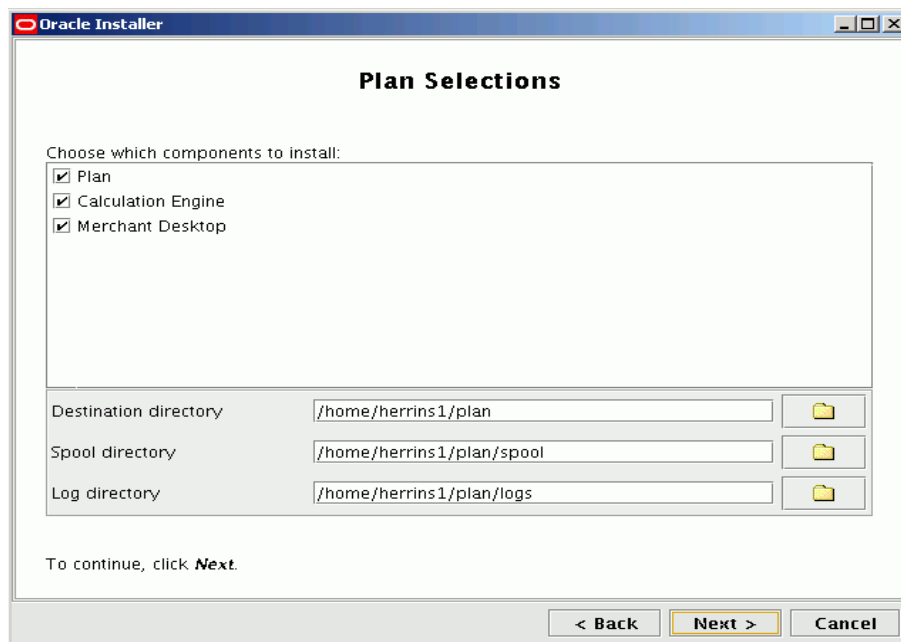 Oracle Installer
Plan Selections
Choose which components to install:
Plan
Calculation Engine
Merchant Desktop
Destination directory /home/herrins1/plan
Spool directory /home/herrins1/plan/spool
Log directory /home/herrins1/plan/logs
To continue, click Next.
< Back Next > Cancel